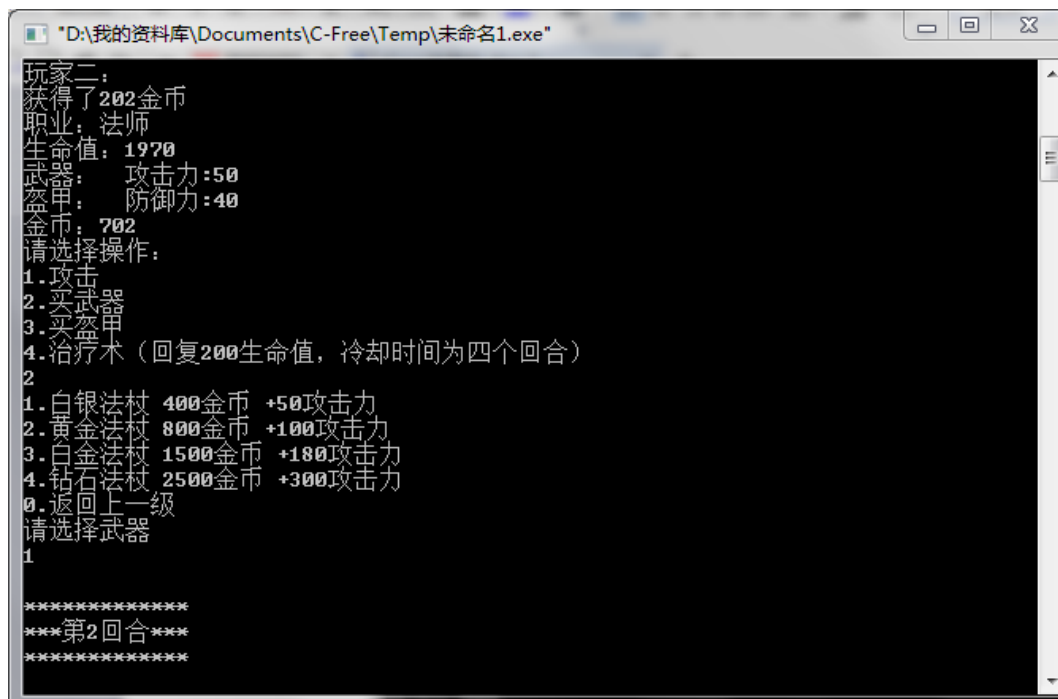 "D:\我的资料库\Documents\C-Free\Temp\未命名1.exe"
玩家二：
获得了202金币
职业：法师
生命值：1970
武器：  攻击力:50
盔甲：  防御力:40
金币：702
请选择操作：
1.攻击
2.买武器
3.买盔甲
4.治疗术（回复200生命值，冷却时间为四个回合）
2
1.白银法杖 400金币 +50攻击力
2.黄金法杖 800金币 +100攻击力
3.白金法杖 1500金币 +180攻击力
4.钻石法杖 2500金币 +300攻击力
0.返回上一级
请选择武器
1
*************
***第2回合***
*************